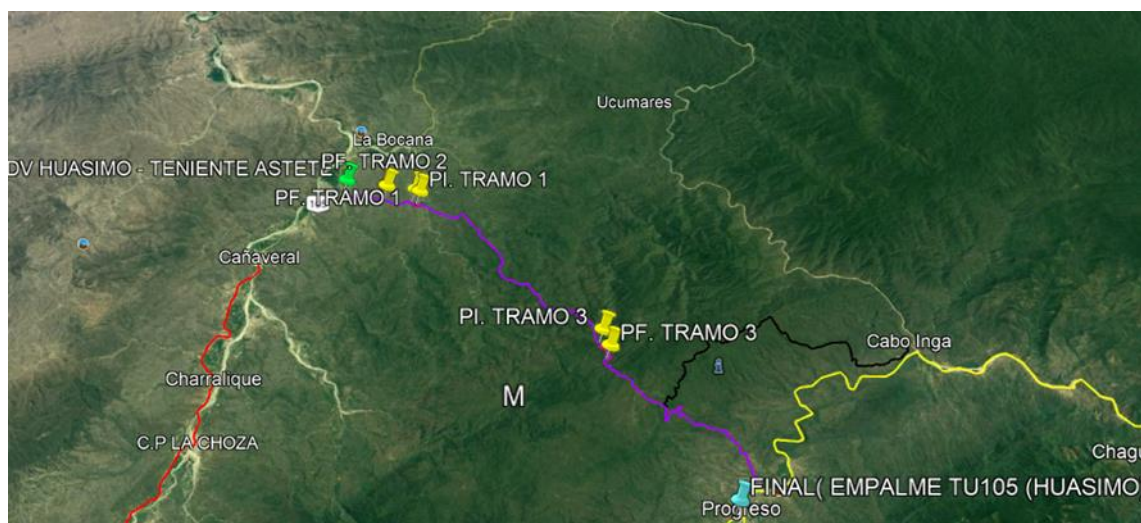 Ucumares
La Bocana
DV HUASIMO - TENIENTE ASTETE
PF. TRAMO 2
PI. TRAMO 1
PF. TRAMO 1
Cañaveral
PI. TRAMO 3
PF. TRAMO 3
Cabo Inga
Charralique
M
C.P LA CHOZA
Chagu
FINAL( EMPALME TU105 (HUASIMO
Progreso